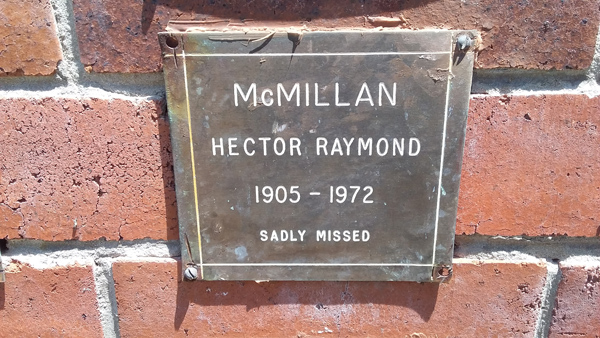 McMILLAN
HECTOR RAYMOND
1905 - 1972
SADLY MISSED